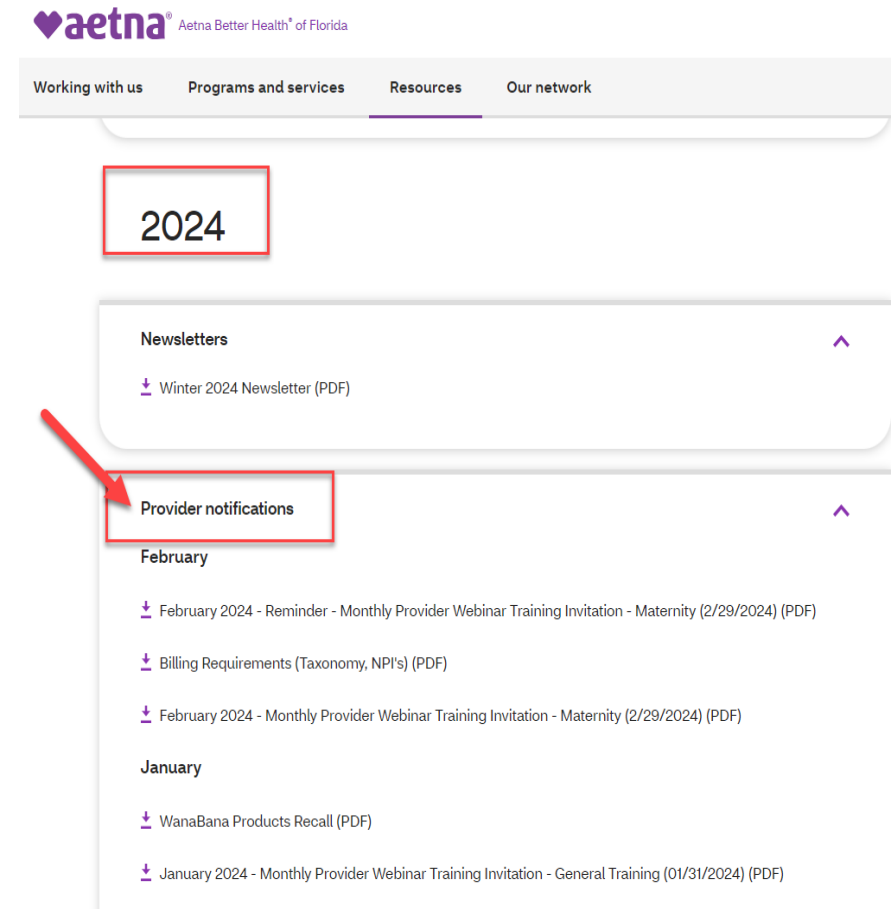 aetna® Aetna Better Health® of Florida
Working with us Programs and services Resources Our network
2024
Newsletters
Winter 2024 Newsletter (PDF)
Provider notifications
February
February 2024 - Reminder - Monthly Provider Webinar Training Invitation - Maternity (2/29/2024) (PDF)
Billing Requirements (Taxonomy, NPI's) (PDF)
February 2024 - Monthly Provider Webinar Training Invitation - Maternity (2/29/2024) (PDF)
January
WanaBana Products Recall (PDF)
January 2024 - Monthly Provider Webinar Training Invitation - General Training (01/31/2024) (PDF)